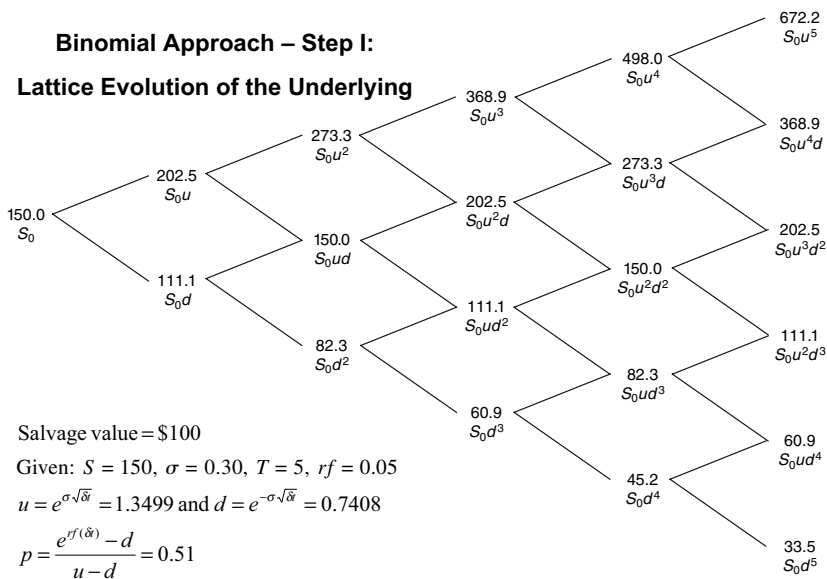 Binomial Approach – Step I:
Lattice Evolution of the Underlying
150.0
S₀
202.5
S₀u
111.1
S₀d
273.3
S₀u²
150.0
S₀ud
82.3
S₀d²
368.9
S₀u³
202.5
S₀u²d
111.1
S₀ud²
60.9
S₀d³
498.0
S₀u⁴
273.3
S₀u³d
150.0
S₀u²d²
82.3
S₀ud³
45.2
S₀d⁴
672.2
S₀u⁵
368.9
S₀u⁴d
202.5
S₀u³d²
111.1
S₀u²d³
60.9
S₀ud⁴
33.5
S₀d⁵
Salvage value = $100
Given: S = 150, σ = 0.30, T = 5, rf = 0.05
u = e^{σ√δt} = 1.3499 and d = e^{−σ√δt} = 0.7408
p = (e^{rf(δt)} − d)/(u − d) = 0.51